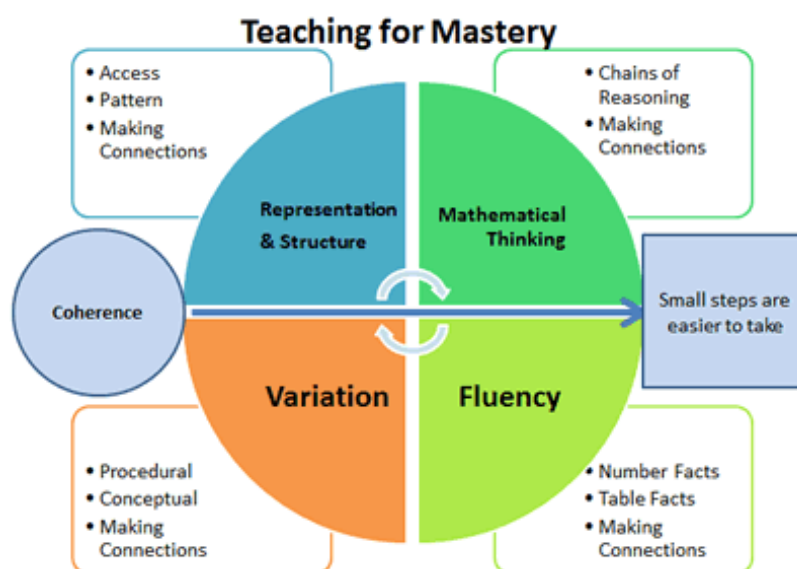 Teaching for Mastery
• Access
• Pattern
• Making
Connections
• Chains of
Reasoning
• Making
Connections
Representation
& Structure
Mathematical
Thinking
Coherence
Small steps are
easier to take
Variation
Fluency
• Procedural
• Conceptual
• Making
Connections
• Number Facts
• Table Facts
• Making
Connections